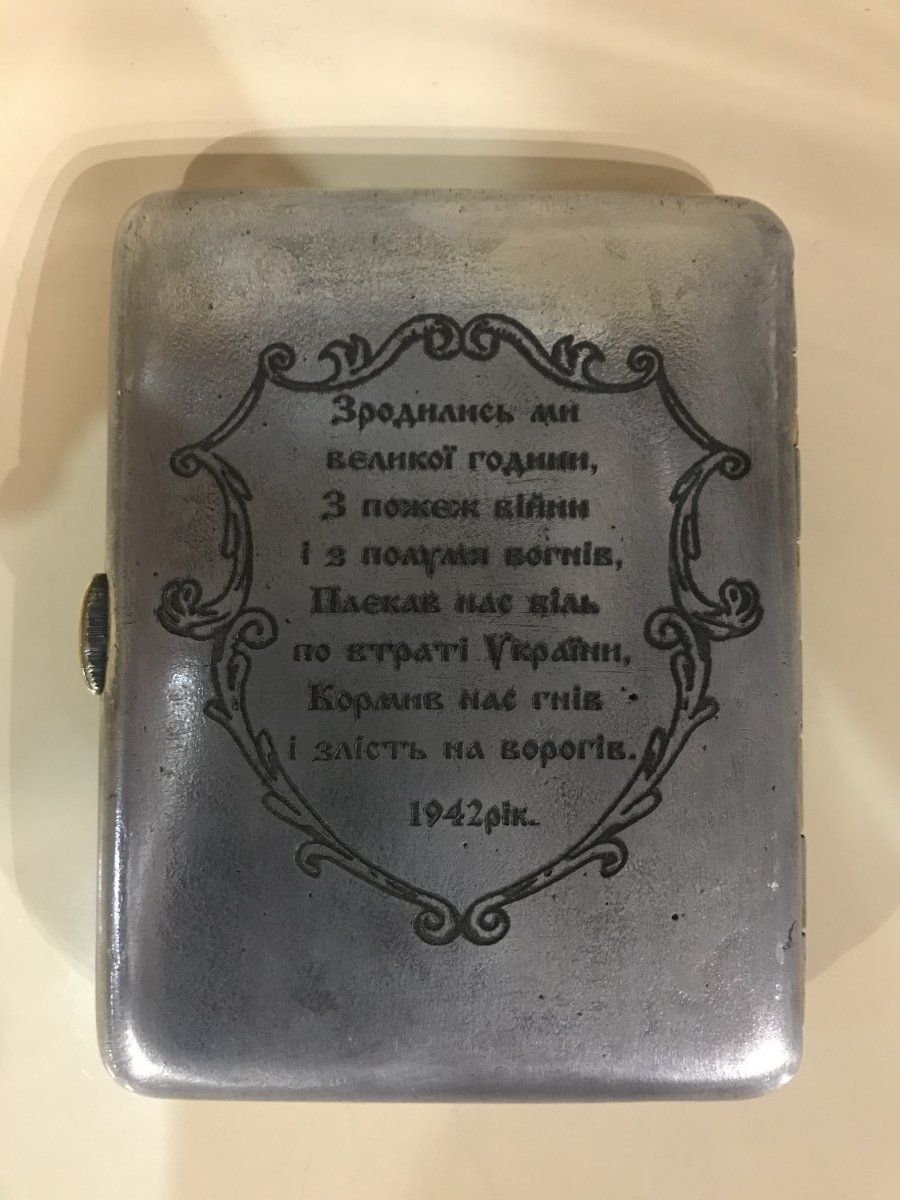 Зродились ми
великої години,
З пожеж війни
і з полумя вогнів,
Плекав нас біль
по втраті України,
Кормив нас гнів
і злість на ворогів.
1942рік.